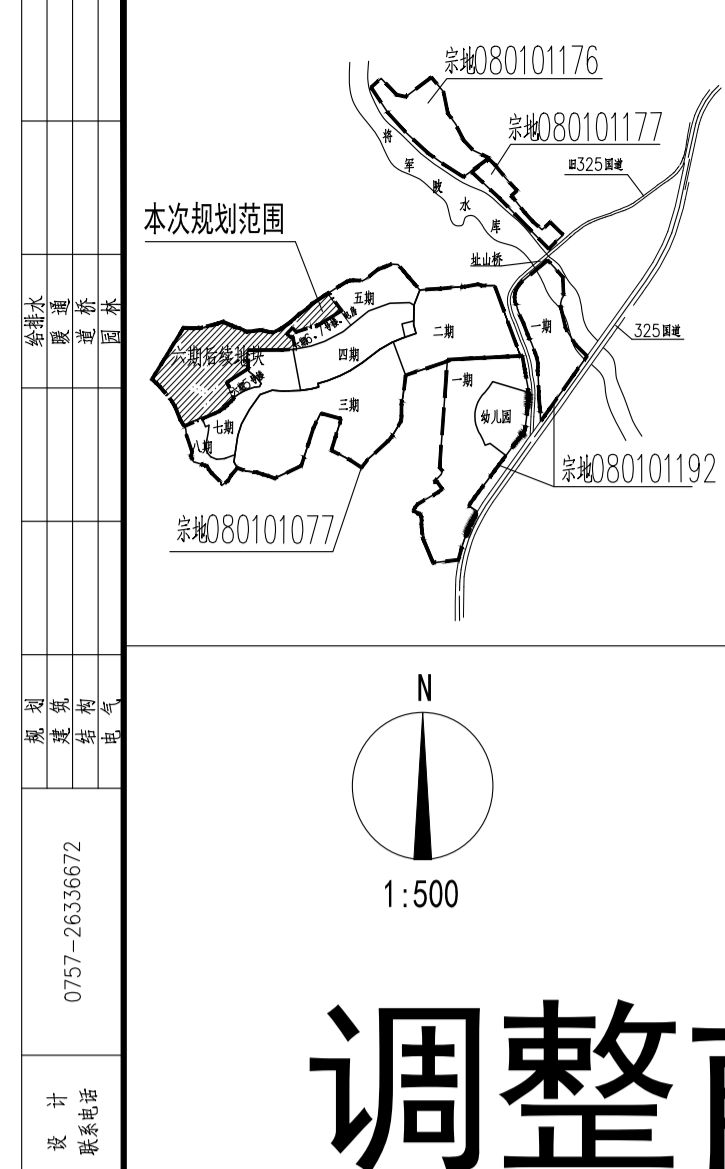 宗地080101176
宗地080101177
旧325国道
将军陂水库
本次规划范围
址山桥
325国道
五期
二期
一期
六期后续地块
四期
一期
三期
幼儿园
七期
八期
宗地080101192
宗地080101077
给排水
暖通
道桥
园林
规划
建筑
结构
电气
N
1:500
0757-26336672
设计
联系电话
调整